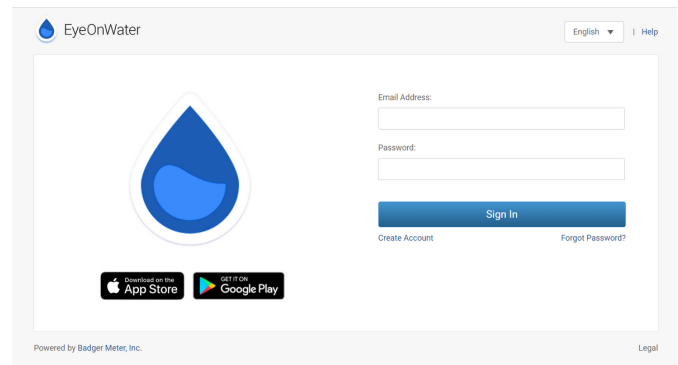 EyeOnWater
English | Help
Email Address:
Password:
Sign In
Create Account Forgot Password?
Download on the App Store
GET IT ON Google Play
Powered by Badger Meter, Inc. Legal